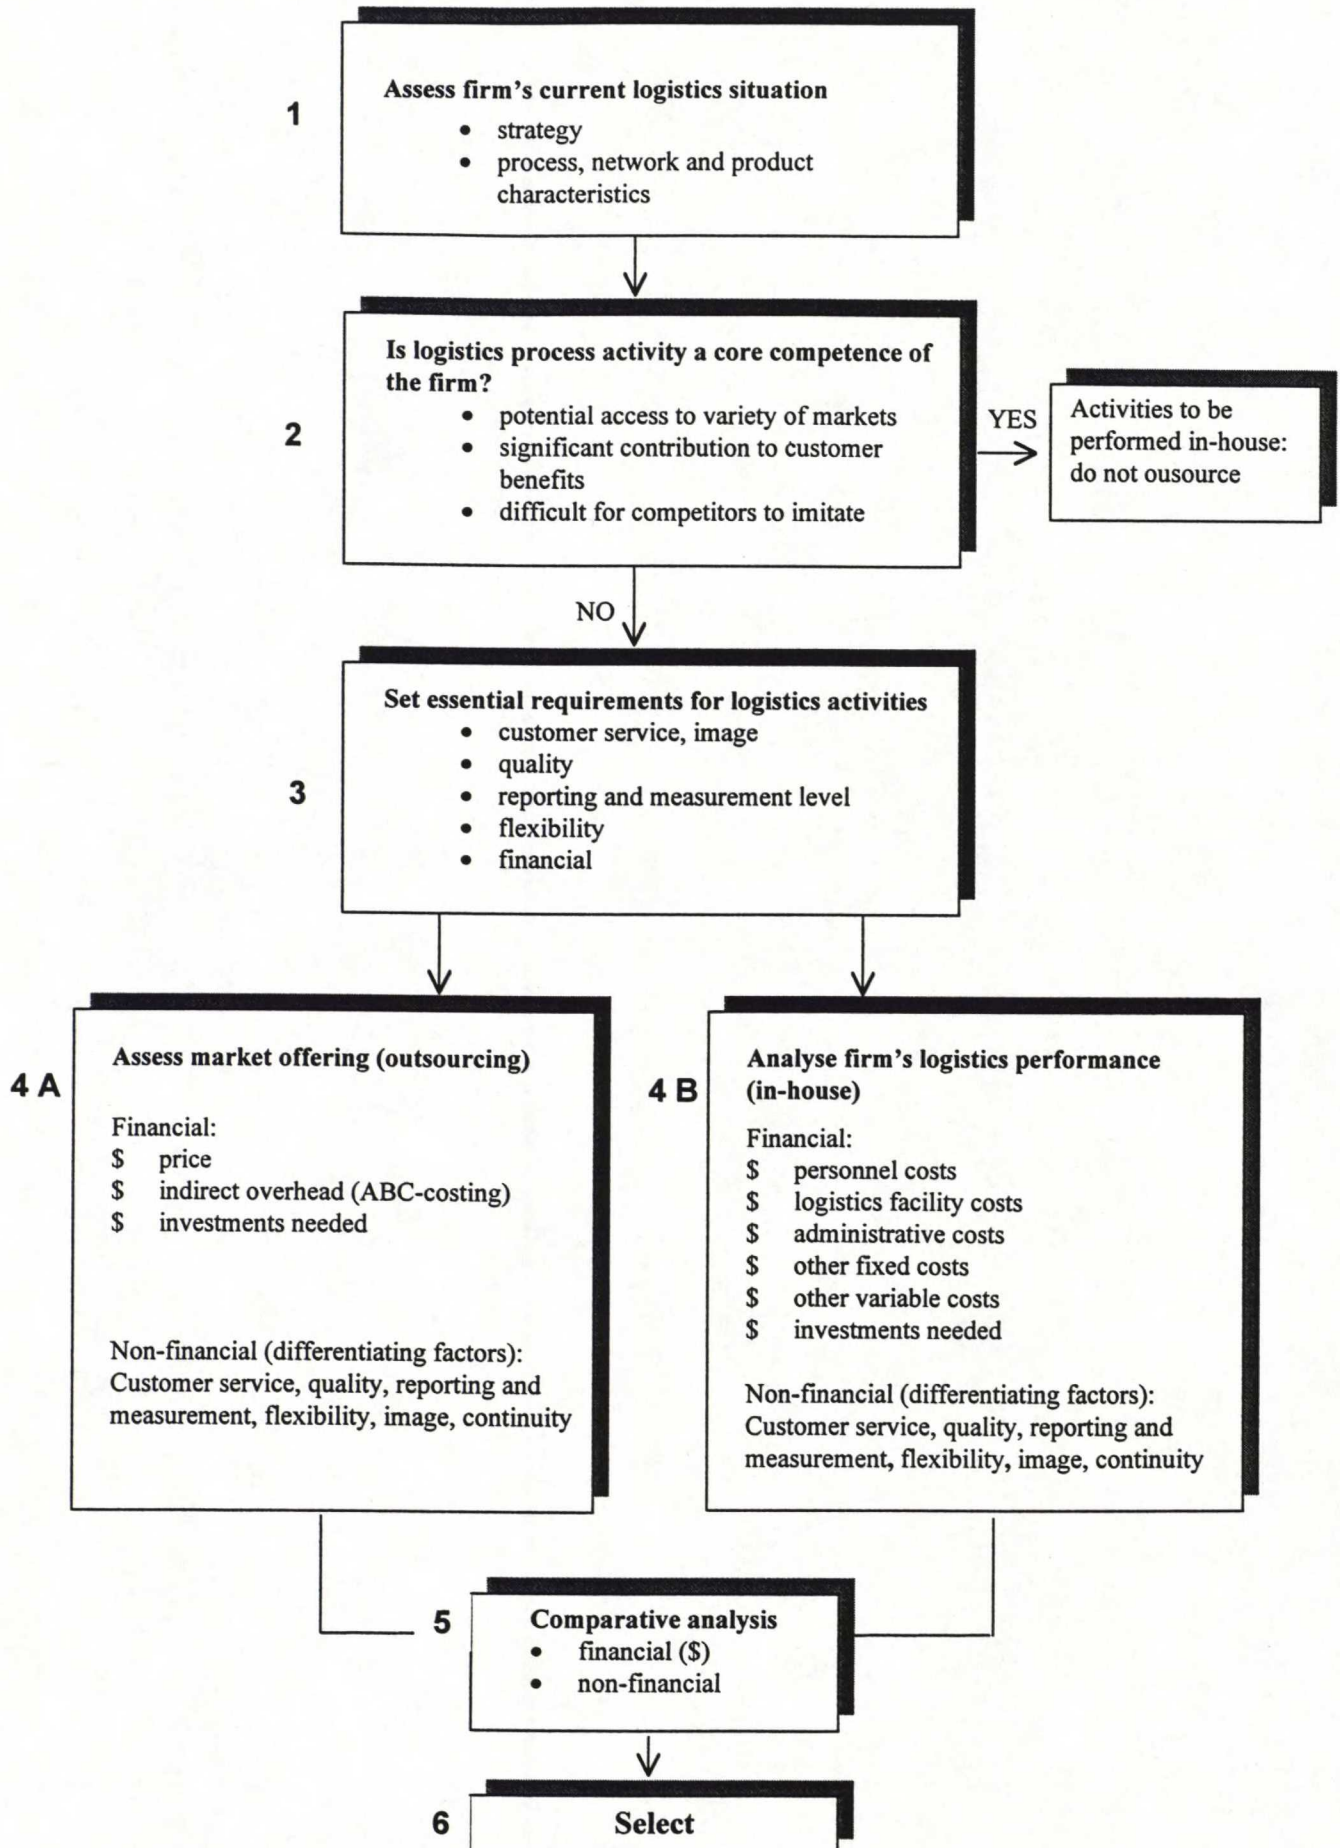 1
Assess firm's current logistics situation
• strategy
• process, network and product
characteristics
2
Is logistics process activity a core competence of
the firm?
• potential access to variety of markets
• significant contribution to customer
benefits
• difficult for competitors to imitate
YES
Activities to be
performed in-house:
do not ousource
NO
3
Set essential requirements for logistics activities
• customer service, image
• quality
• reporting and measurement level
• flexibility
• financial
4 A
Assess market offering (outsourcing)
Financial:
$ price
$ indirect overhead (ABC-costing)
$ investments needed
Non-financial (differentiating factors):
Customer service, quality, reporting and
measurement, flexibility, image, continuity
4 B
Analyse firm's logistics performance
(in-house)
Financial:
$ personnel costs
$ logistics facility costs
$ administrative costs
$ other fixed costs
$ other variable costs
$ investments needed
Non-financial (differentiating factors):
Customer service, quality, reporting and
measurement, flexibility, image, continuity
5
Comparative analysis
• financial ($)
• non-financial
6
Select